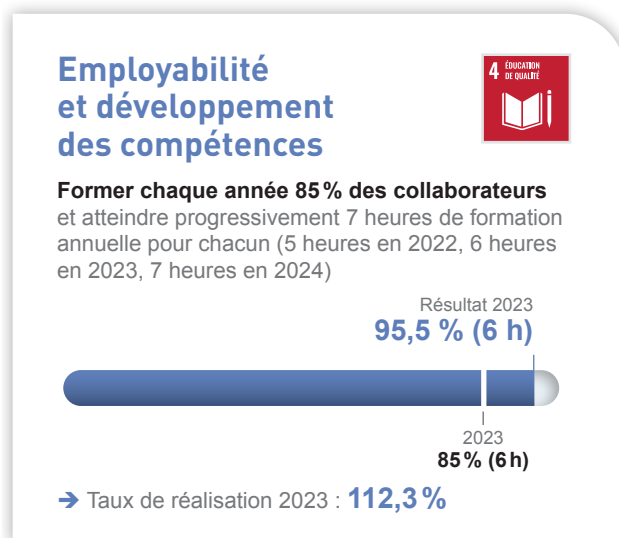 Employabilité
et développement
des compétences
4 ÉDUCATION
DE QUALITÉ
Former chaque année 85 % des collaborateurs
et atteindre progressivement 7 heures de formation
annuelle pour chacun (5 heures en 2022, 6 heures
en 2023, 7 heures en 2024)
Résultat 2023
95,5 % (6 h)
2023
85 % (6 h)
➔ Taux de réalisation 2023 : 112,3 %